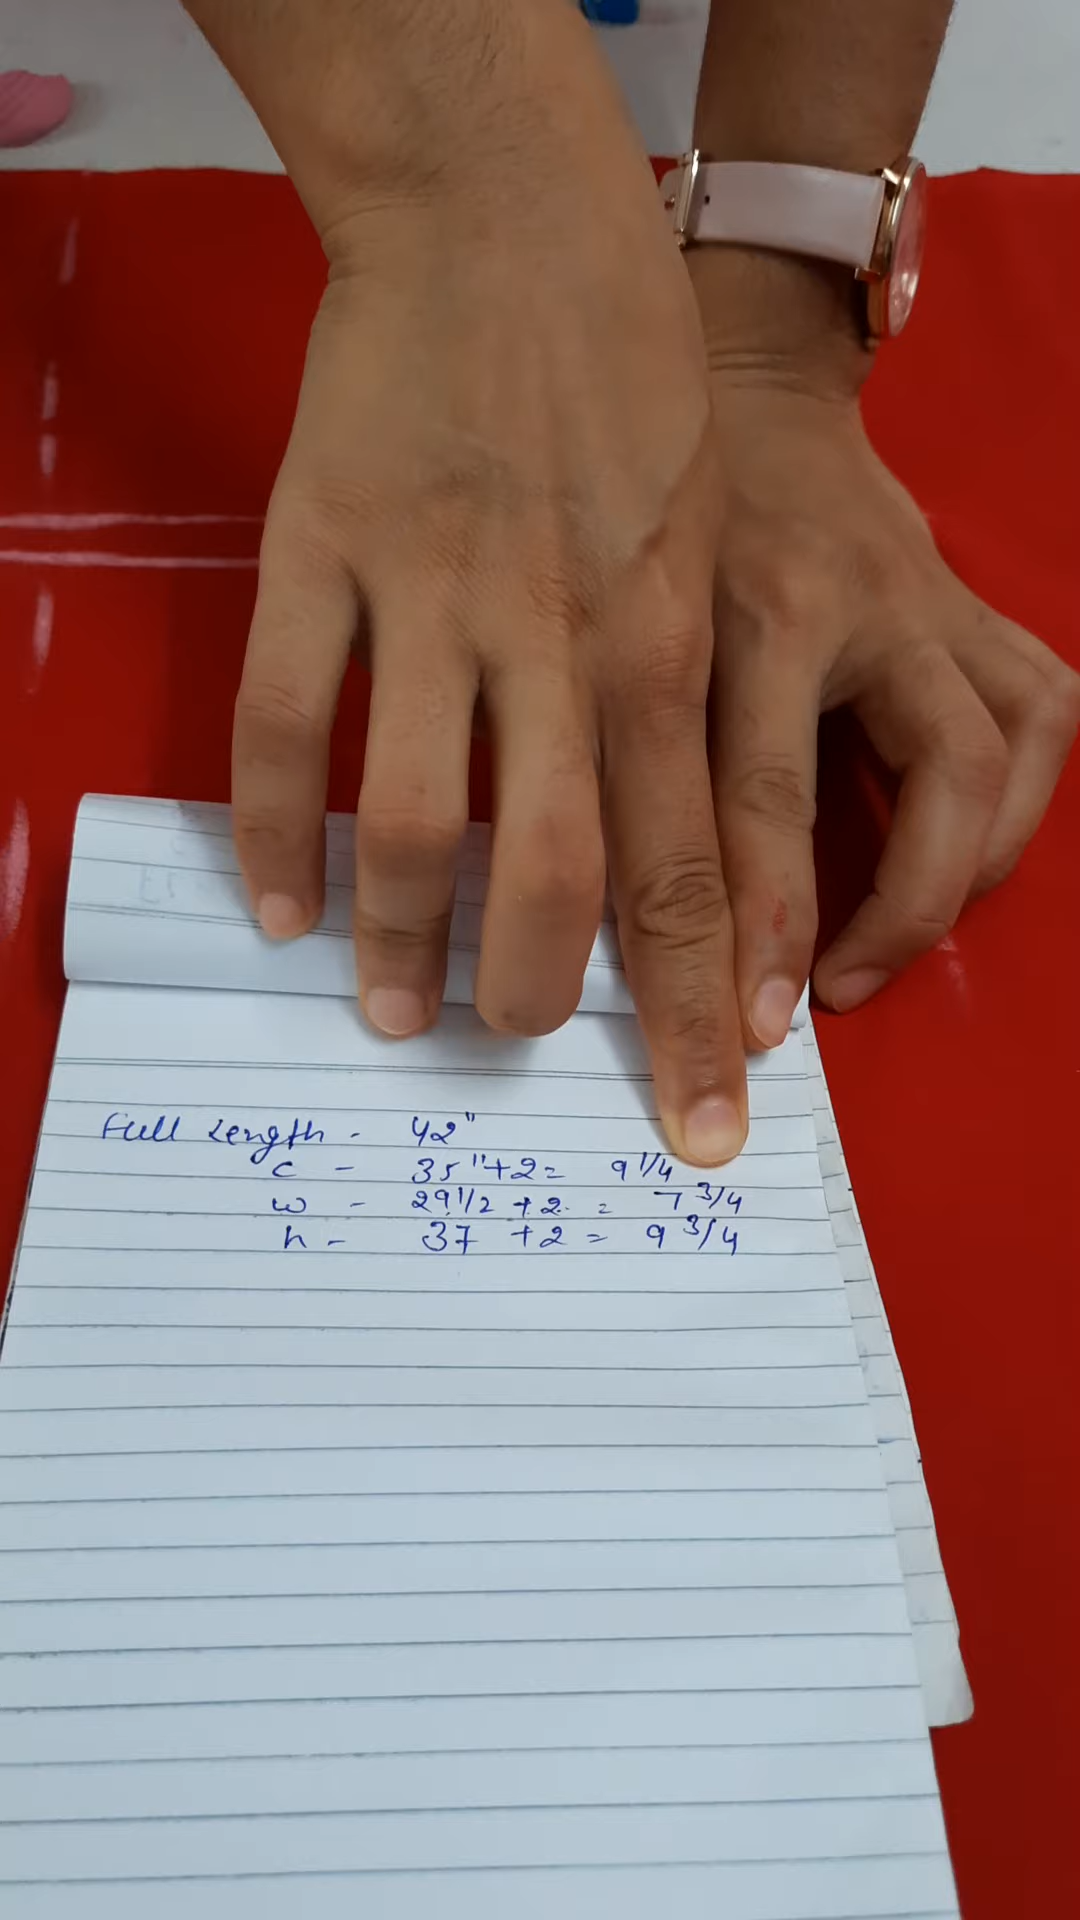 Full Length - 42"
C - 35"+2= 9 1/4
w - 29 1/2 +2. = 7 3/4
h - 37 +2 = 9 3/4